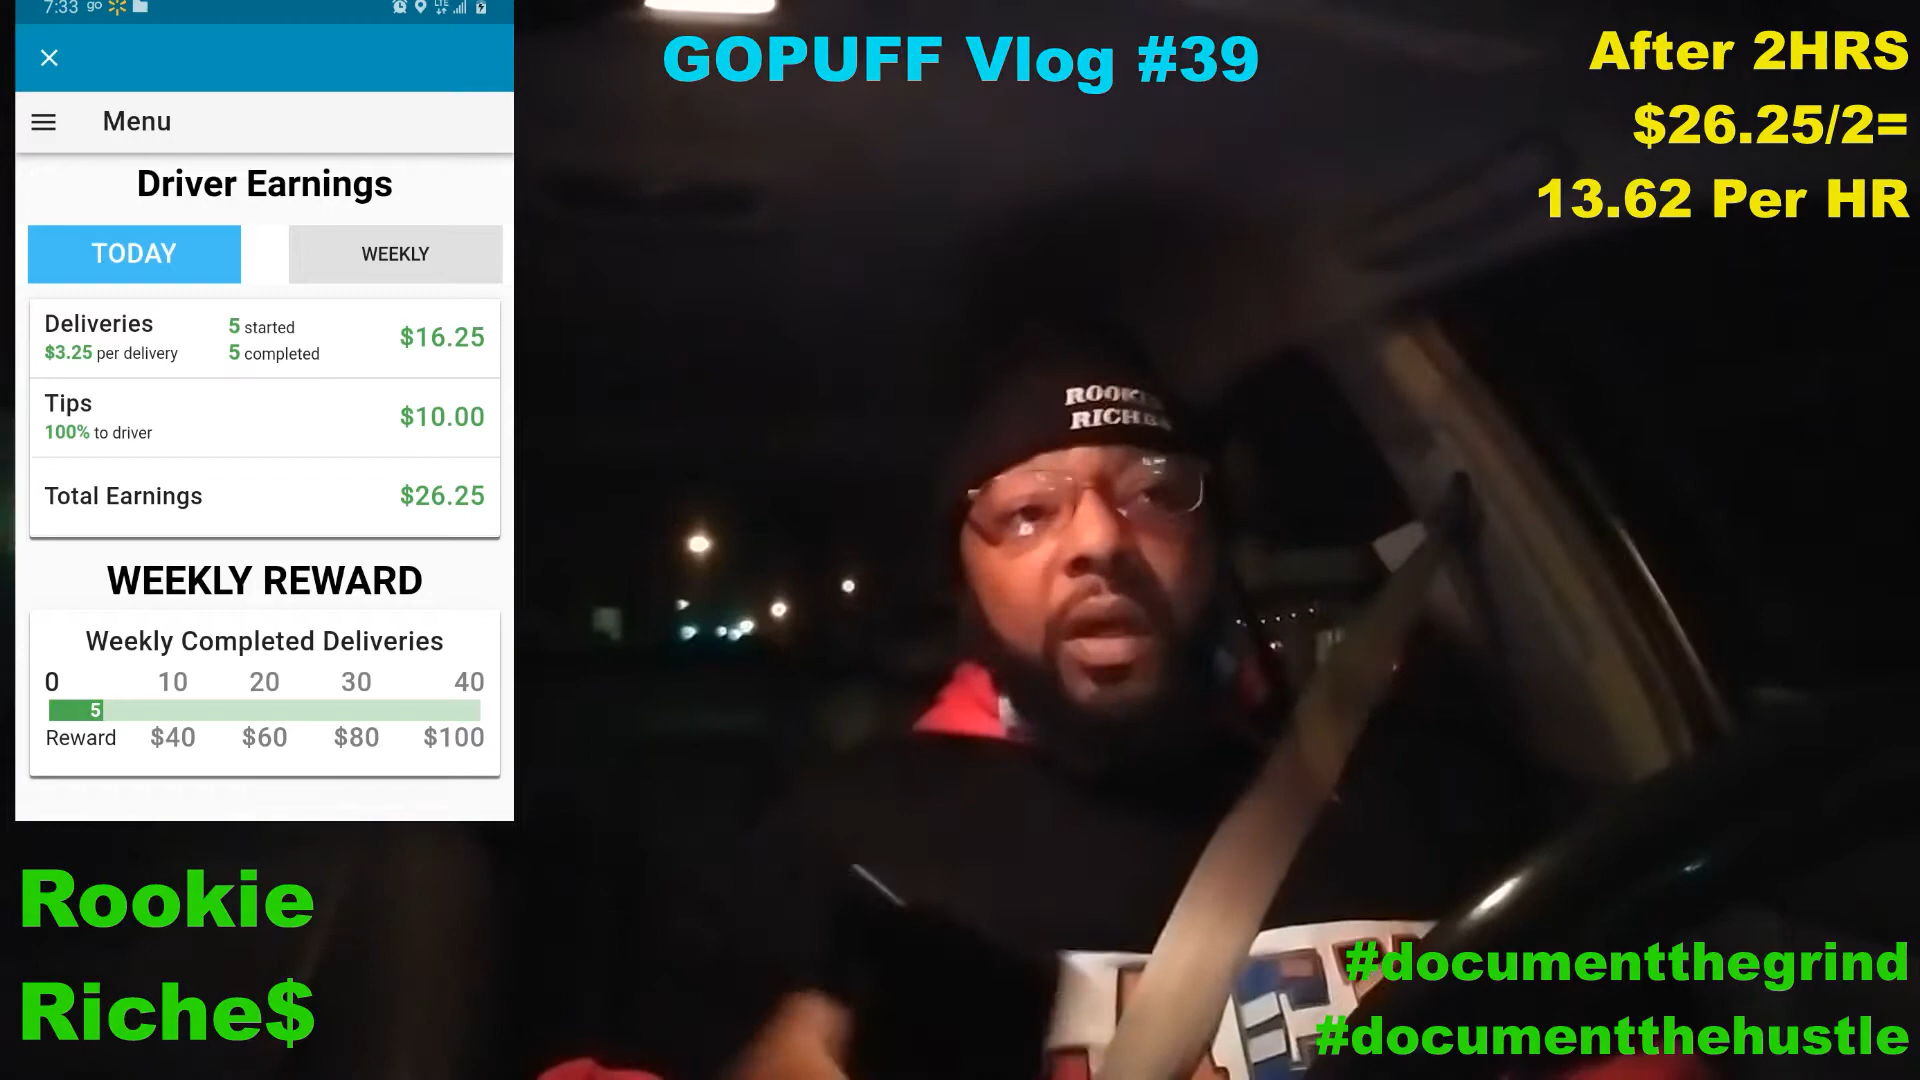 7:33 go
LTE
GOPUFF Vlog #39
After 2HRS
$26.25/2=
13.62 Per HR
Menu
Driver Earnings
TODAY WEEKLY
Deliveries 5 started $16.25
$3.25 per delivery 5 completed
Tips $10.00
100% to driver
Total Earnings $26.25
WEEKLY REWARD
Weekly Completed Deliveries
0 10 20 30 40
5
Reward $40 $60 $80 $100
Rookie
Riche$
#documentthegrind
#documentthehustle